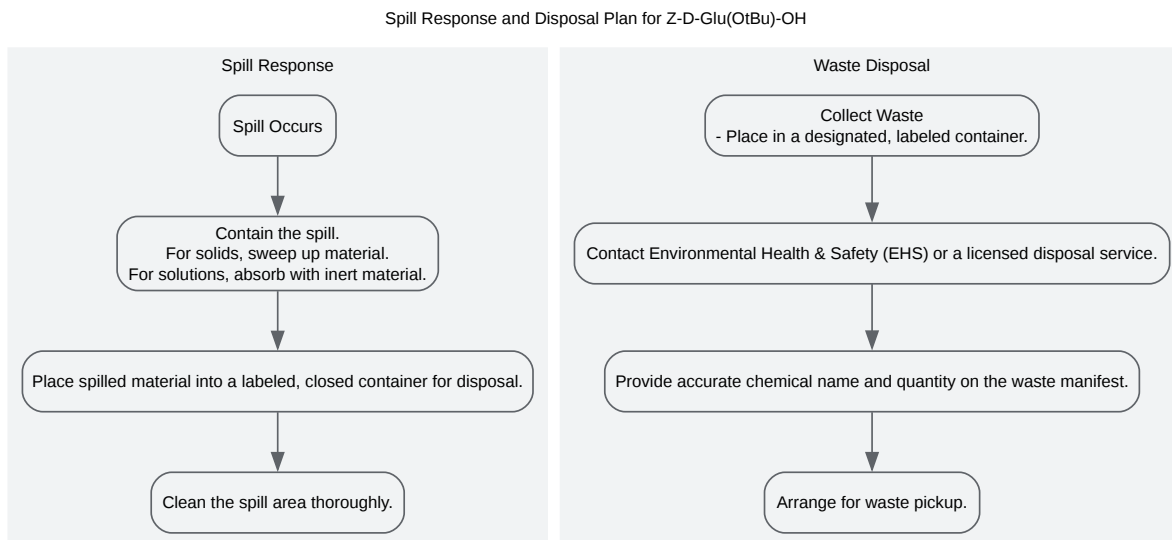 Spill Response and Disposal Plan for Z-D-Glu(OtBu)-OH
Spill Response
Spill Occurs
Contain the spill.
For solids, sweep up material.
For solutions, absorb with inert material.
Place spilled material into a labeled, closed container for disposal.
Clean the spill area thoroughly.
Waste Disposal
Collect Waste
- Place in a designated, labeled container.
Contact Environmental Health & Safety (EHS) or a licensed disposal service.
Provide accurate chemical name and quantity on the waste manifest.
Arrange for waste pickup.